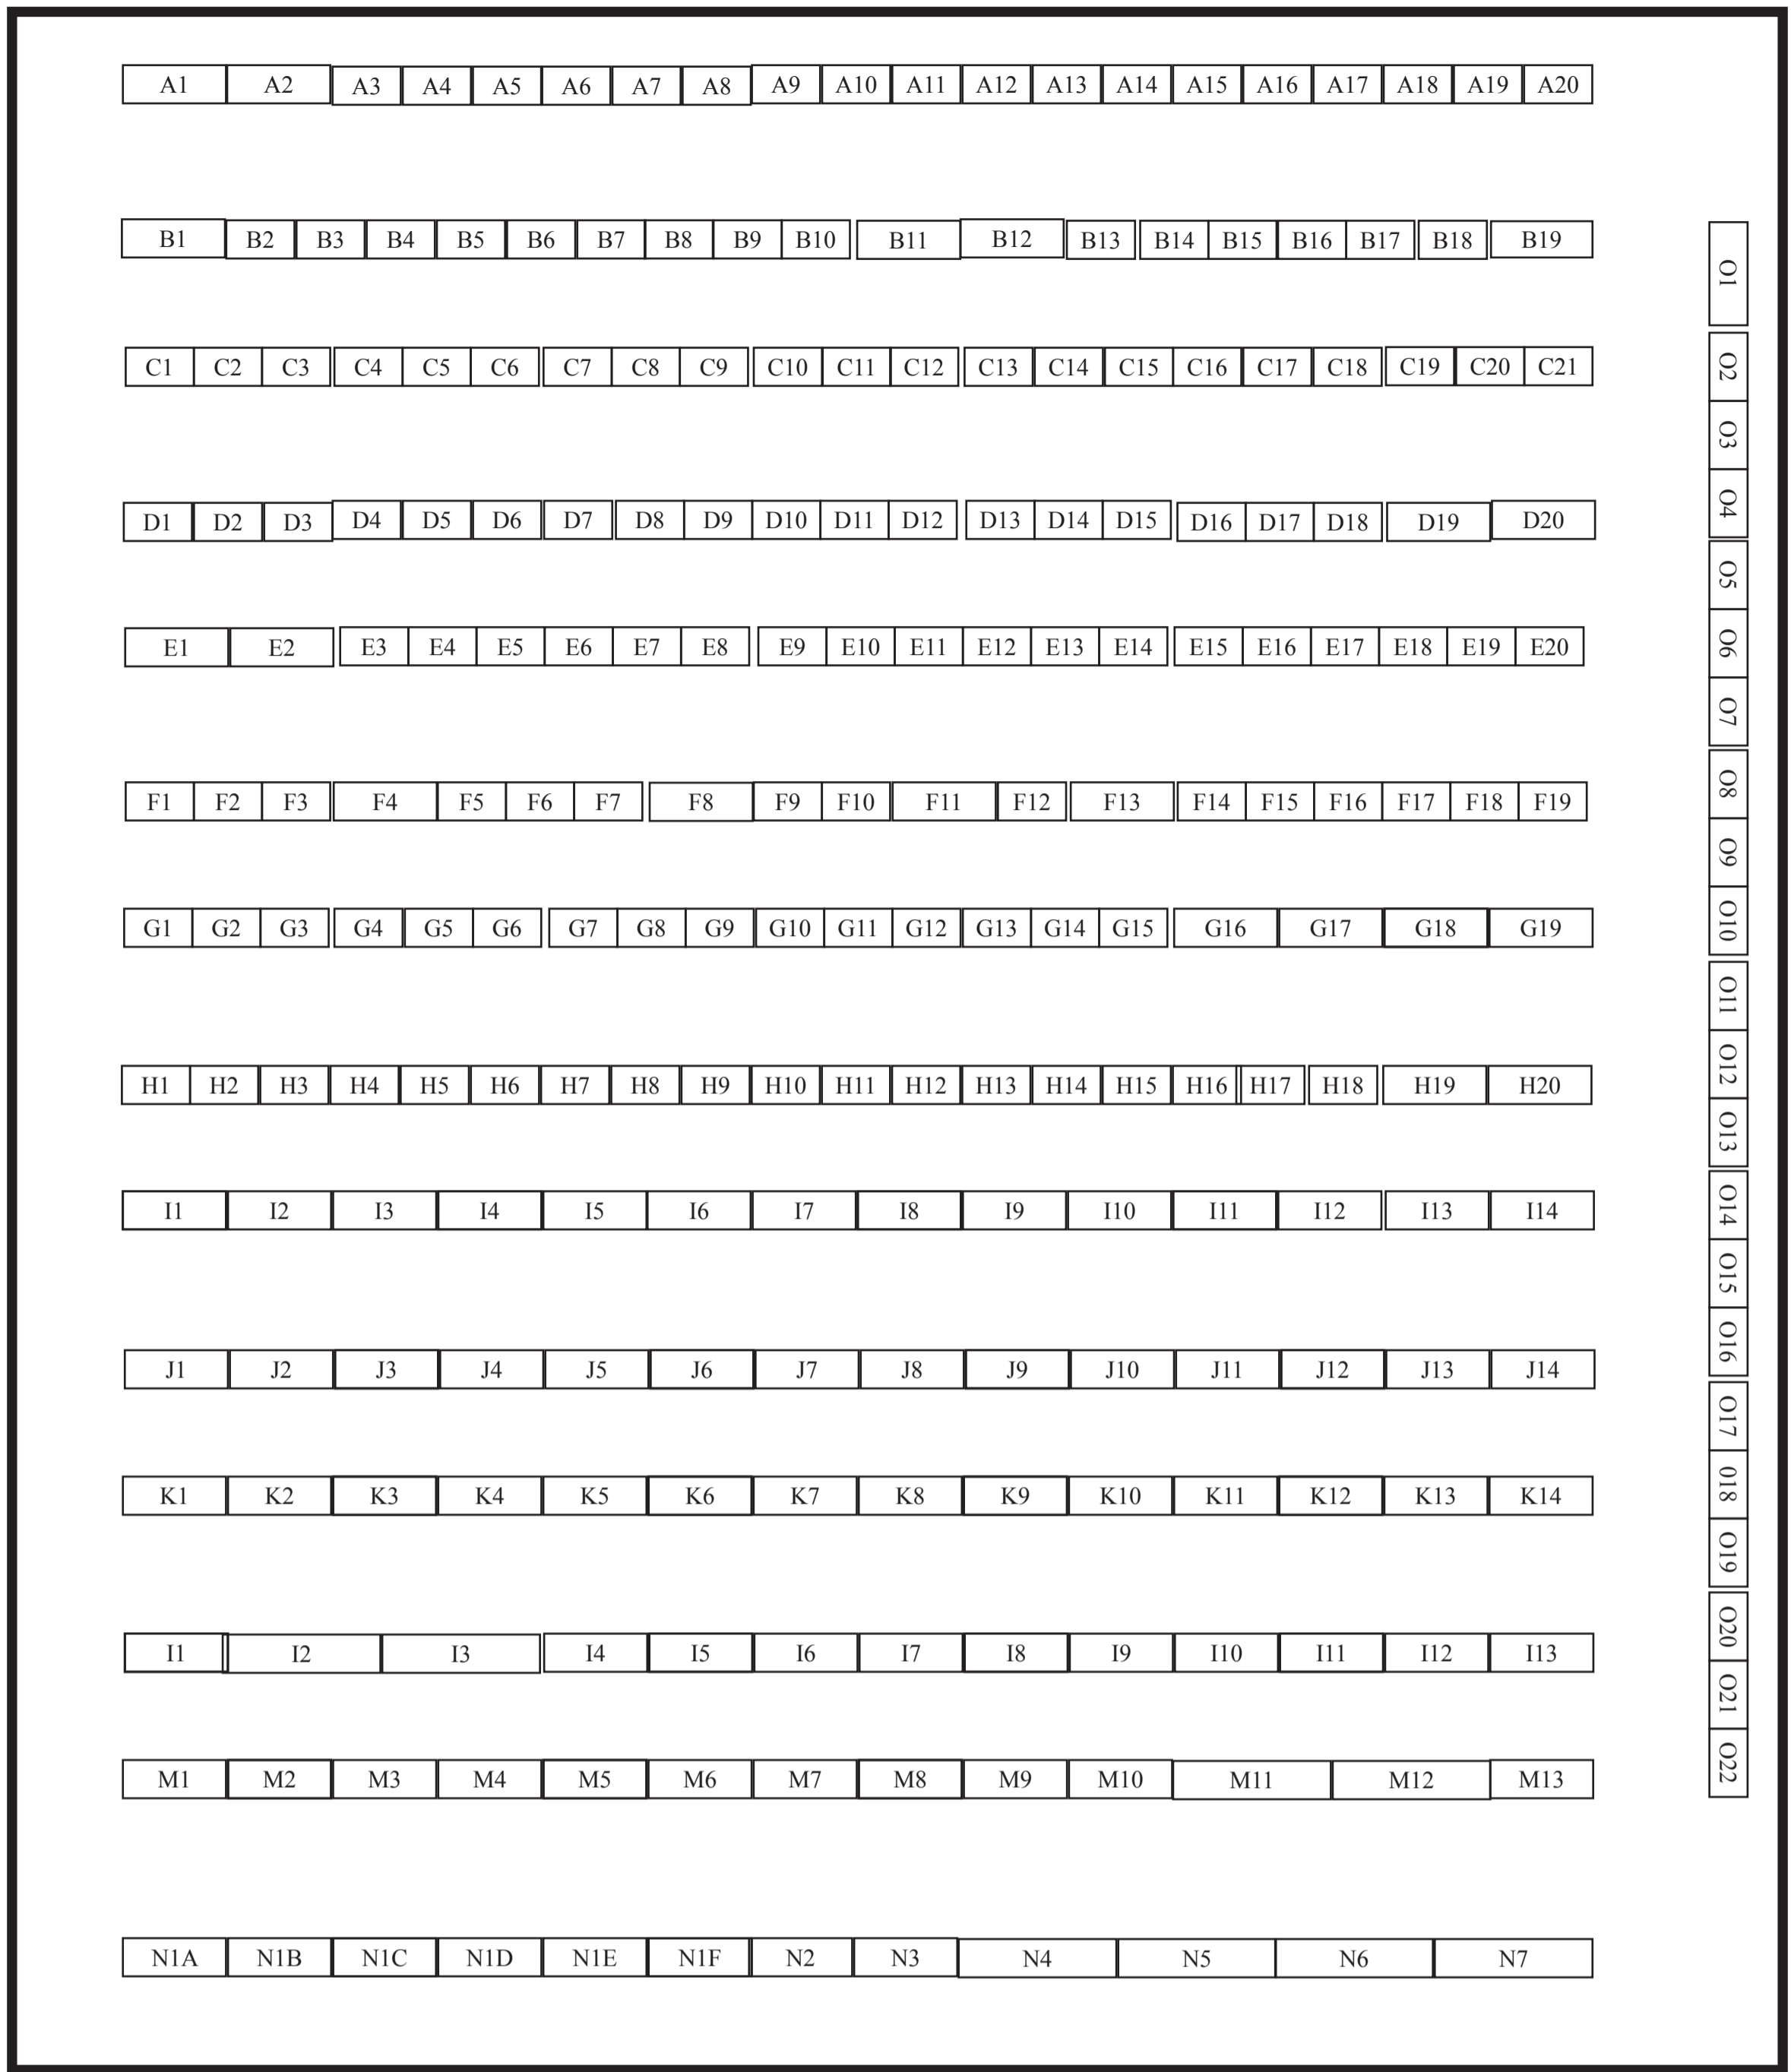 A1 A2 A3 A4 A5 A6 A7 A8 A9 A10 A11 A12 A13 A14 A15 A16 A17 A18 A19 A20
B1 B2 B3 B4 B5 B6 B7 B8 B9 B10 B11 B12 B13 B14 B15 B16 B17 B18 B19
C1 C2 C3 C4 C5 C6 C7 C8 C9 C10 C11 C12 C13 C14 C15 C16 C17 C18 C19 C20 C21
D1 D2 D3 D4 D5 D6 D7 D8 D9 D10 D11 D12 D13 D14 D15 D16 D17 D18 D19 D20
E1 E2 E3 E4 E5 E6 E7 E8 E9 E10 E11 E12 E13 E14 E15 E16 E17 E18 E19 E20
F1 F2 F3 F4 F5 F6 F7 F8 F9 F10 F11 F12 F13 F14 F15 F16 F17 F18 F19
G1 G2 G3 G4 G5 G6 G7 G8 G9 G10 G11 G12 G13 G14 G15 G16 G17 G18 G19
H1 H2 H3 H4 H5 H6 H7 H8 H9 H10 H11 H12 H13 H14 H15 H16 H17 H18 H19 H20
I1 I2 I3 I4 I5 I6 I7 I8 I9 I10 I11 I12 I13 I14
J1 J2 J3 J4 J5 J6 J7 J8 J9 J10 J11 J12 J13 J14
K1 K2 K3 K4 K5 K6 K7 K8 K9 K10 K11 K12 K13 K14
I1 I2 I3 I4 I5 I6 I7 I8 I9 I10 I11 I12 I13
M1 M2 M3 M4 M5 M6 M7 M8 M9 M10 M11 M12 M13
N1A N1B N1C N1D N1E N1F N2 N3 N4 N5 N6 N7
O1 O2 O3 O4 O5 O6 O7 O8 O9 O10 O11 O12 O13 O14 O15 O16 O17 018 O19 O20 O21 O22